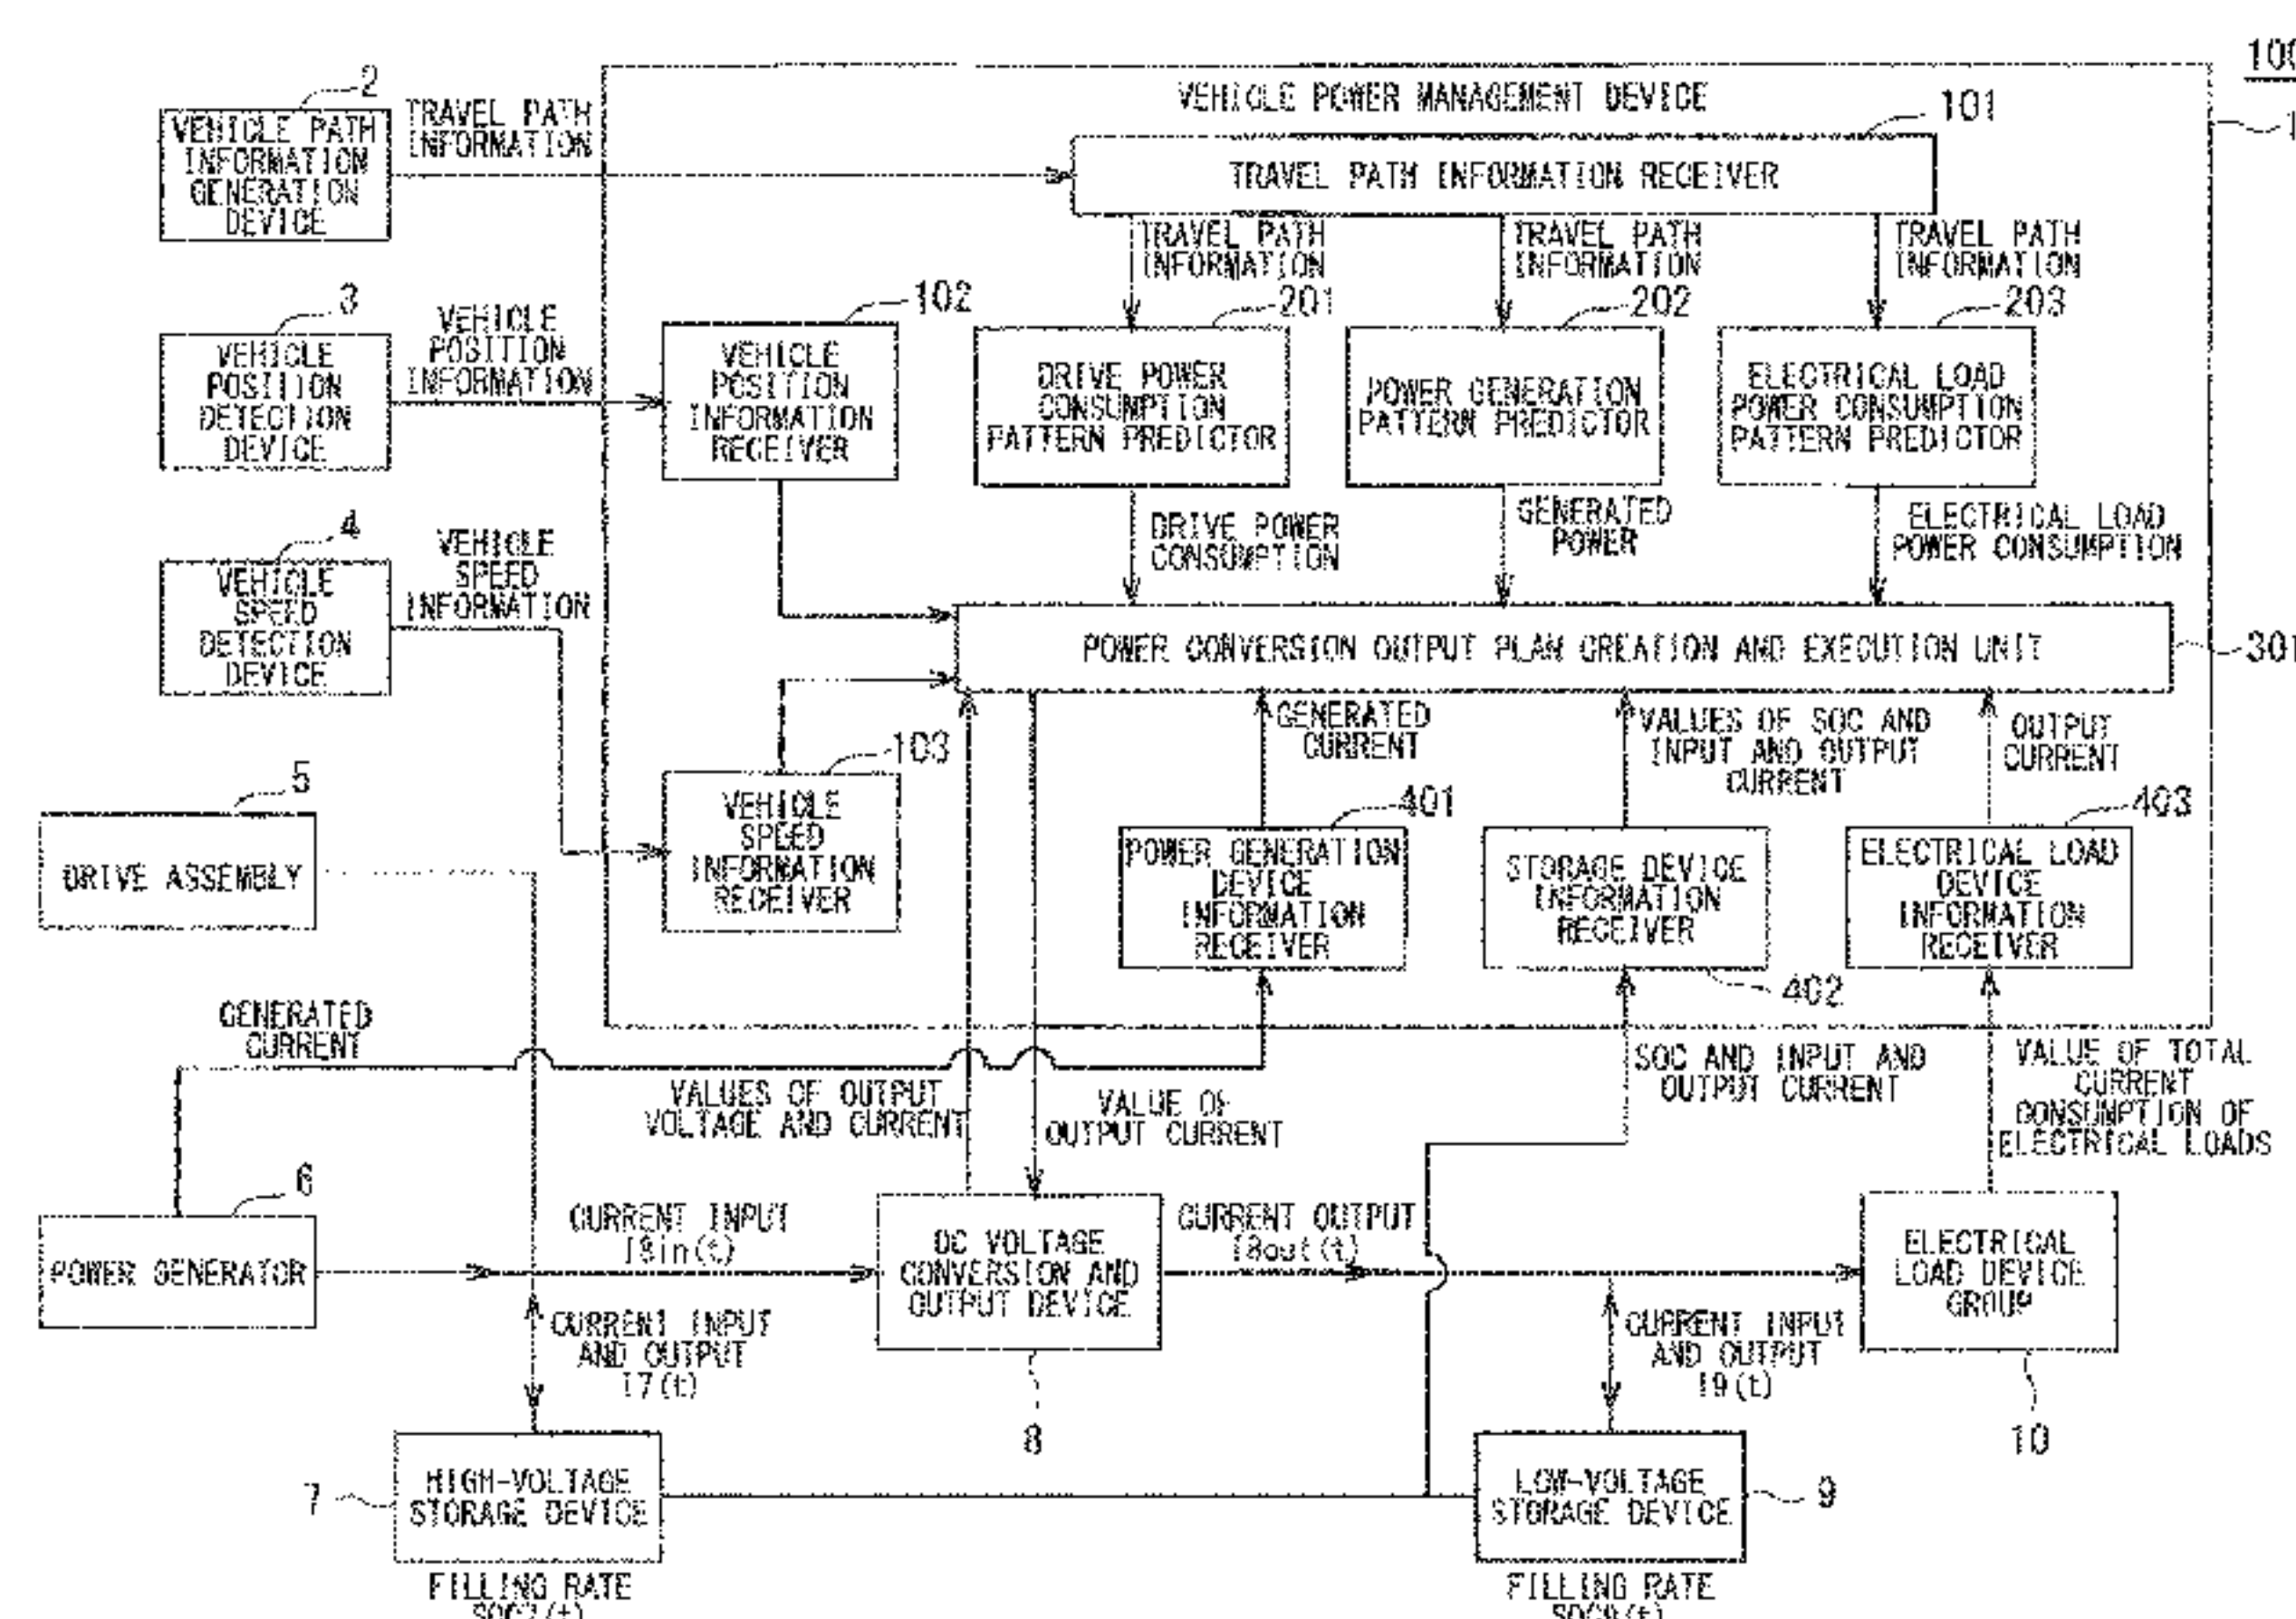 100
VEHICLE POWER MANAGEMENT DEVICE
1
2
VEHICLE PATH
INFORMATION
GENERATION
DEVICE
TRAVEL PATH
INFORMATION
101
TRAVEL PATH INFORMATION RECEIVER
TRAVEL PATH
INFORMATION
TRAVEL PATH
INFORMATION
TRAVEL PATH
INFORMATION
3
VEHICLE
POSITION
DETECTION
DEVICE
VEHICLE
POSITION
INFORMATION
102
VEHICLE
POSITION
INFORMATION
RECEIVER
201
DRIVE POWER
CONSUMPTION
PATTERN PREDICTOR
202
POWER GENERATION
PATTERN PREDICTOR
203
ELECTRICAL LOAD
POWER CONSUMPTION
PATTERN PREDICTOR
DRIVE POWER
CONSUMPTION
GENERATED
POWER
ELECTRICAL LOAD
POWER CONSUMPTION
4
VEHICLE
SPEED
DETECTION
DEVICE
VEHICLE
SPEED
INFORMATION
POWER CONVERSION OUTPUT PLAN CREATION AND EXECUTION UNIT
301
103
VEHICLE
SPEED
INFORMATION
RECEIVER
GENERATED
CURRENT
VALUES OF SOC AND
INPUT AND OUTPUT
CURRENT
OUTPUT
CURRENT
5
DRIVE ASSEMBLY
401
POWER GENERATION
DEVICE
INFORMATION
RECEIVER
STORAGE DEVICE
INFORMATION
RECEIVER
402
403
ELECTRICAL LOAD
DEVICE
INFORMATION
RECEIVER
GENERATED
CURRENT
VALUES OF OUTPUT
VOLTAGE AND CURRENT
VALUE OF
OUTPUT CURRENT
SOC AND INPUT AND
OUTPUT CURRENT
VALUE OF TOTAL
CURRENT
CONSUMPTION OF
ELECTRICAL LOADS
6
POWER GENERATOR
CURRENT INPUT
I8in(t)
DC VOLTAGE
CONVERSION AND
OUTPUT DEVICE
8
CURRENT OUTPUT
I8out(t)
ELECTRICAL
LOAD DEVICE
GROUP
10
CURRENT INPUT
AND OUTPUT
I7(t)
CURRENT INPUT
AND OUTPUT
I9(t)
7
HIGH-VOLTAGE
STORAGE DEVICE
FILLING RATE
SOC7(t)
LOW-VOLTAGE
STORAGE DEVICE
9
FILLING RATE
SOC9(t)